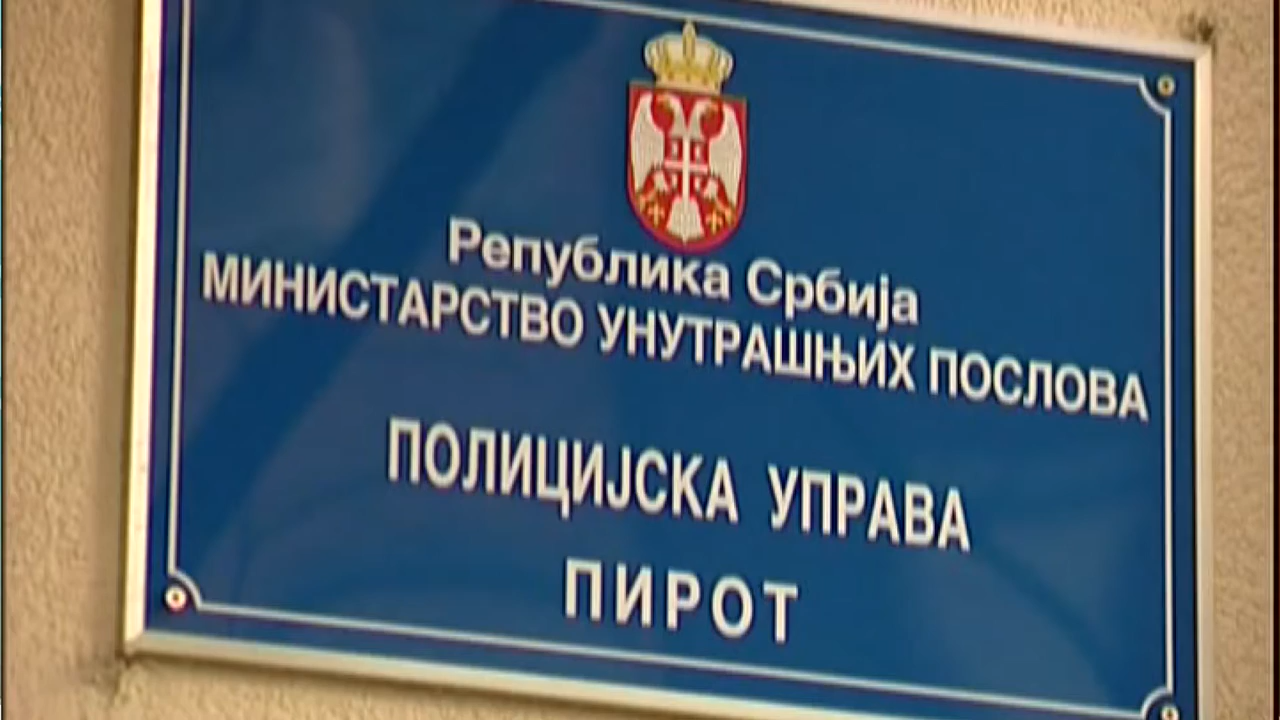 Република Србија
МИНИСТАРСТВО УНУТРАШЊИХ ПОСЛОВА
ПОЛИЦИЈСКА УПРАВА
ПИРОТ